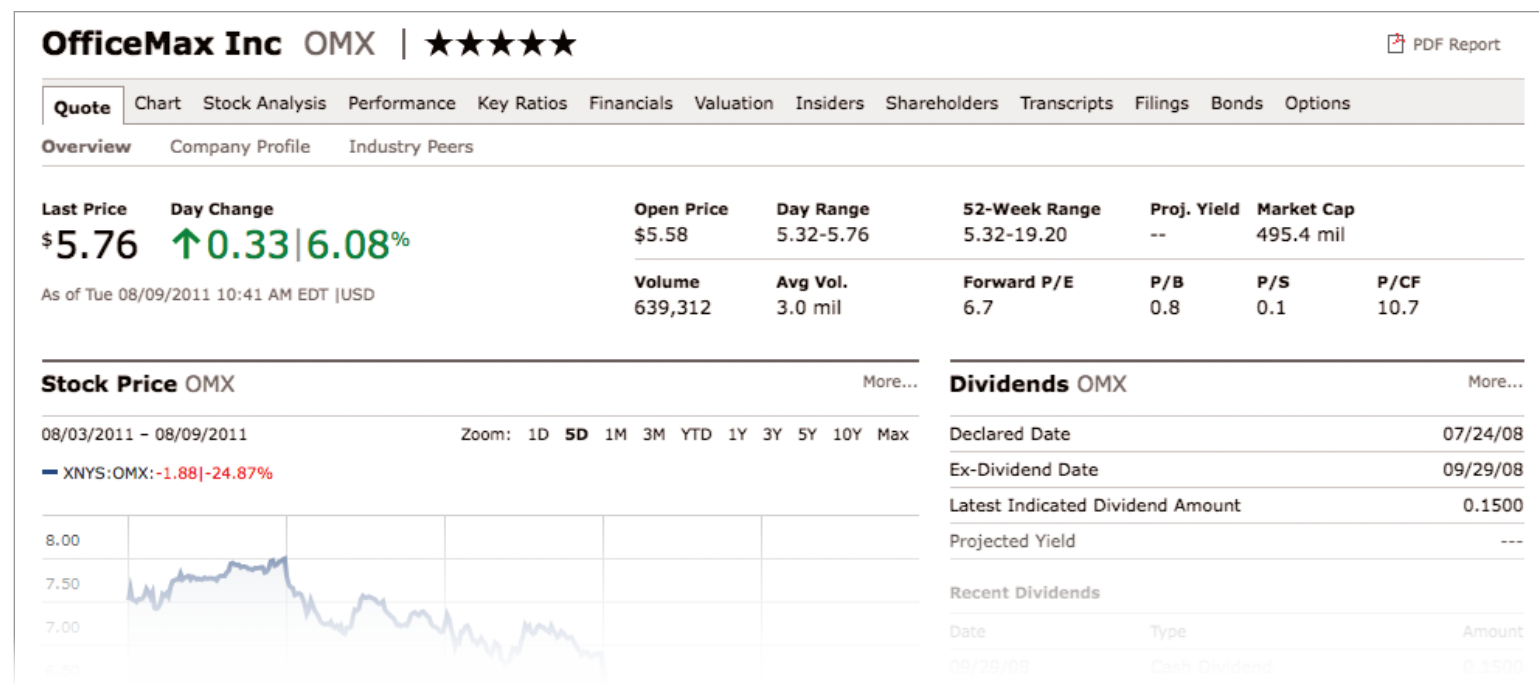 OfficeMax Inc OMX | ★★★★★
PDF Report
Quote Chart Stock Analysis Performance Key Ratios Financials Valuation Insiders Shareholders Transcripts Filings Bonds Options
Overview Company Profile Industry Peers
Last Price Day Change
$5.76 ↑0.33|6.08%
As of Tue 08/09/2011 10:41 AM EDT |USD
Open Price Day Range 52-Week Range Proj. Yield Market Cap
$5.58 5.32-5.76 5.32-19.20 -- 495.4 mil
Volume Avg Vol. Forward P/E P/B P/S P/CF
639,312 3.0 mil 6.7 0.8 0.1 10.7
Stock Price OMX More...
08/03/2011 – 08/09/2011 Zoom: 1D 5D 1M 3M YTD 1Y 3Y 5Y 10Y Max
XNYS:OMX:-1.88|-24.87%
8.00
7.50
7.00
6.50
Dividends OMX More...
Declared Date 07/24/08
Ex-Dividend Date 09/29/08
Latest Indicated Dividend Amount 0.1500
Projected Yield ---
Recent Dividends
Date Type Amount
09/29/08 Cash Dividend 0.1500